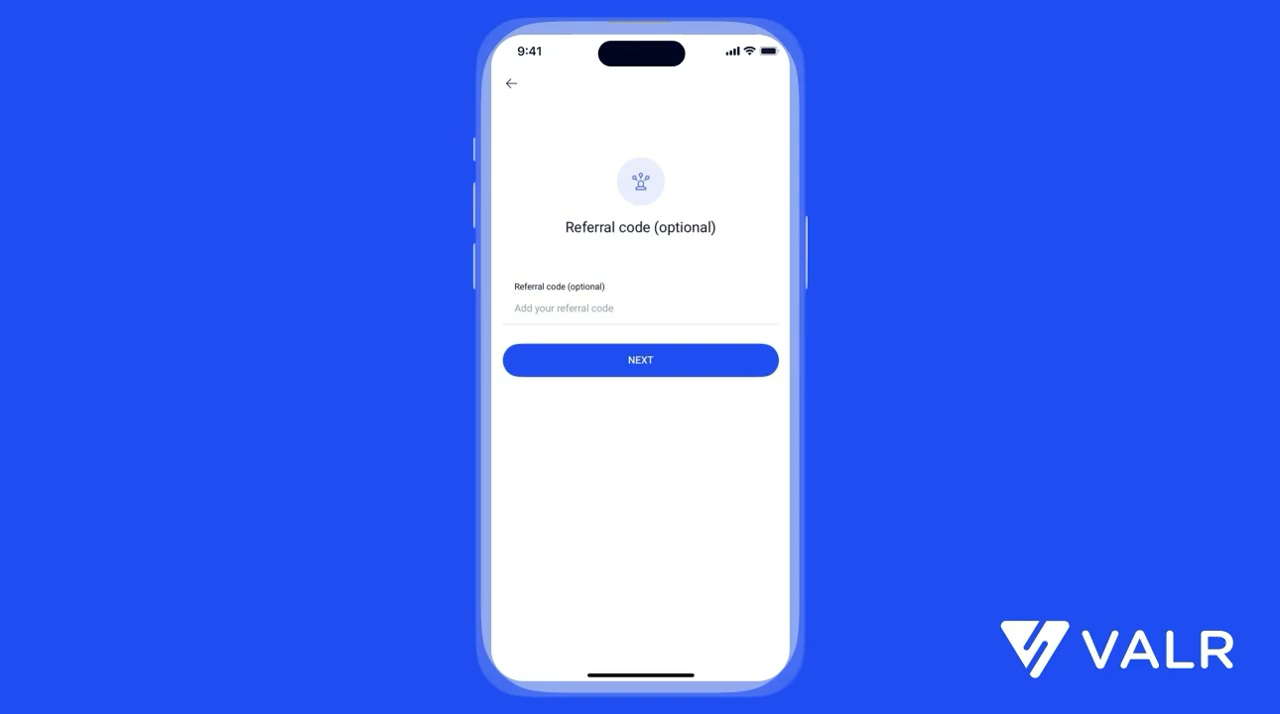 9:41
Referral code (optional)
Referral code (optional)
Add your referral code
NEXT
VALR